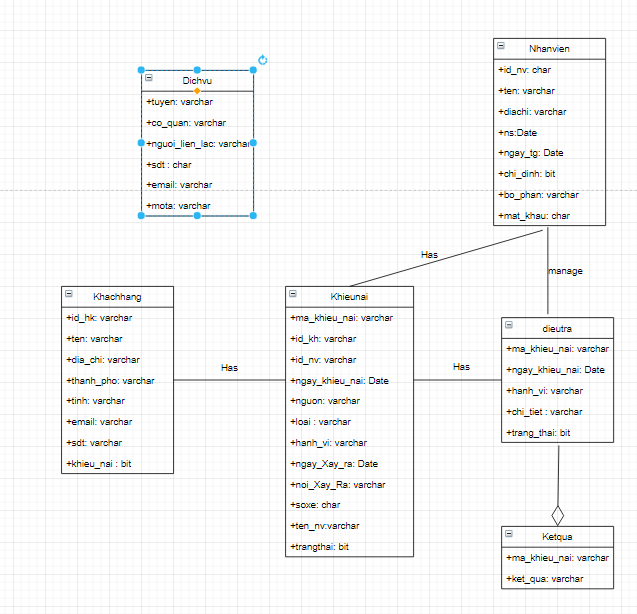 Dichvu
+tuyen: varchar
+co_quan: varchar
+nguoi_lien_lac: varchar
+sdt : char
+email: varchar
+mota: varchar
Nhanvien
+id_nv: char
+ten: varchar
+diachi: varchar
+ns:Date
+ngay_tg: Date
+chi_dinh: bit
+bo_phan: varchar
+mat_khau: char
Has
manage
Khachhang
+id_hk: varchar
+ten: varchar
+dia_chi: varchar
+thanh_pho: varchar
+tinh: varchar
+email: varchar
+sdt: varchar
+khieu_nai : bit
Has
Khieunai
+ma_khieu_nai: varchar
+id_kh: varchar
+id_nv: varchar
+ngay_khieu_nai: Date
+nguon: varchar
+loai : varchar
+hanh_vi: varchar
+ngay_Xay_ra: Date
+noi_Xay_Ra: varchar
+soxe: char
+ten_nv:varchar
+trangthai: bit
Has
dieutra
+ma_khieu_nai: varchar
+ngay_khieu_nai: Date
+hanh_vi: varchar
+chi_tiet : varchar
+trang_thai: bit
Ketqua
+ma_khieu_nai: varchar
+ket_qua: varchar